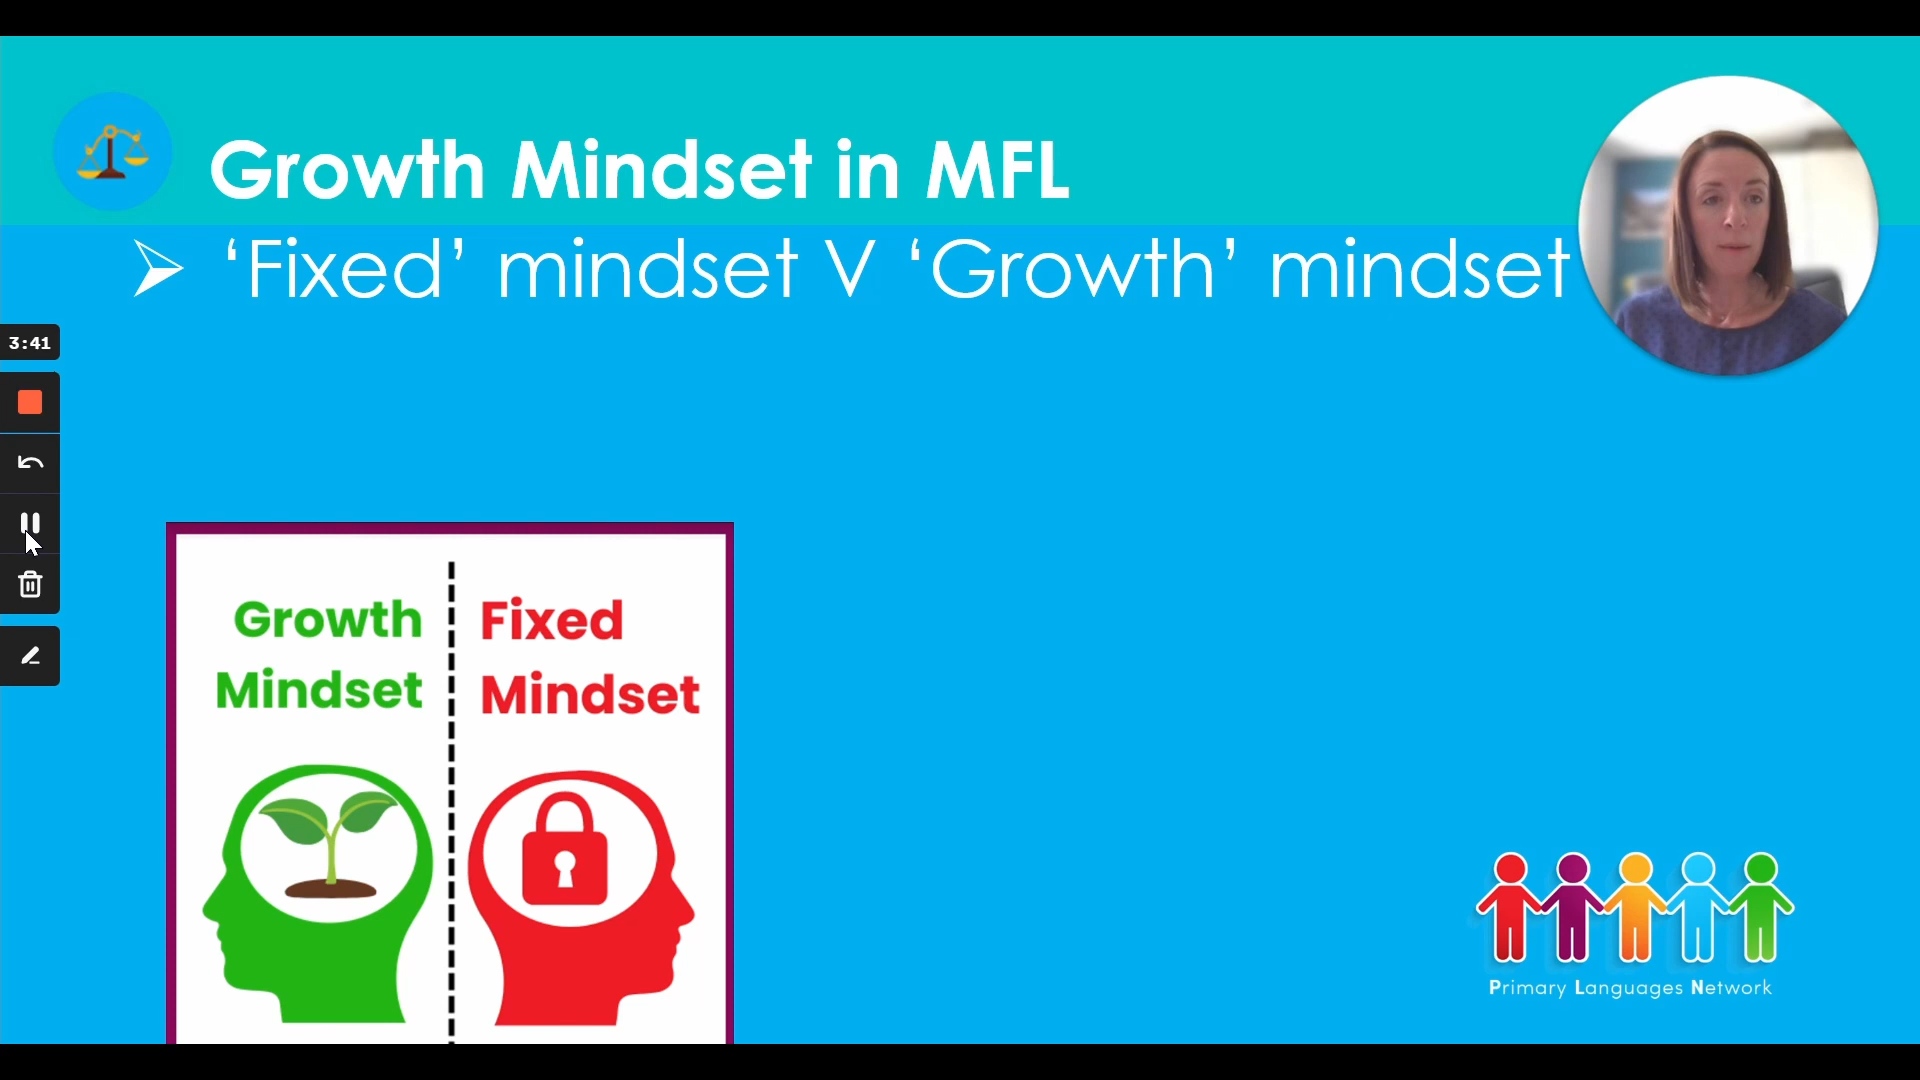 Growth Mindset in MFL
‘Fixed’ mindset V ‘Growth’ mindset
3:41
Growth
Mindset
Fixed
Mindset
Primary Languages Network